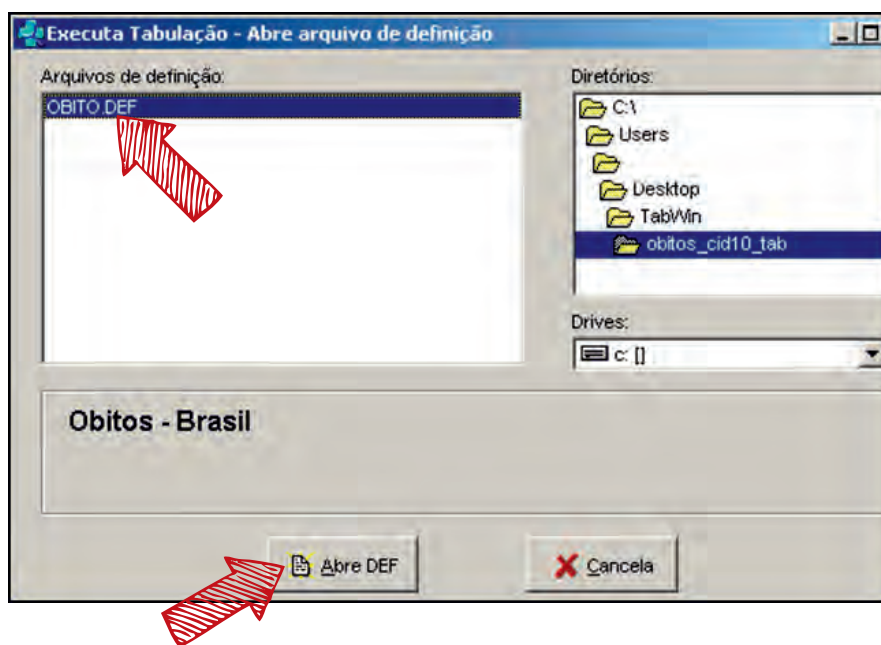 Executa Tabulação - Abre arquivo de definição
Arquivos de definição:
OBITO.DEF
Diretórios:
C:\
Users
Desktop
TabWin
obitos_cid10_tab
Drives:
c: []
Obitos - Brasil
Abre DEF
Cancela